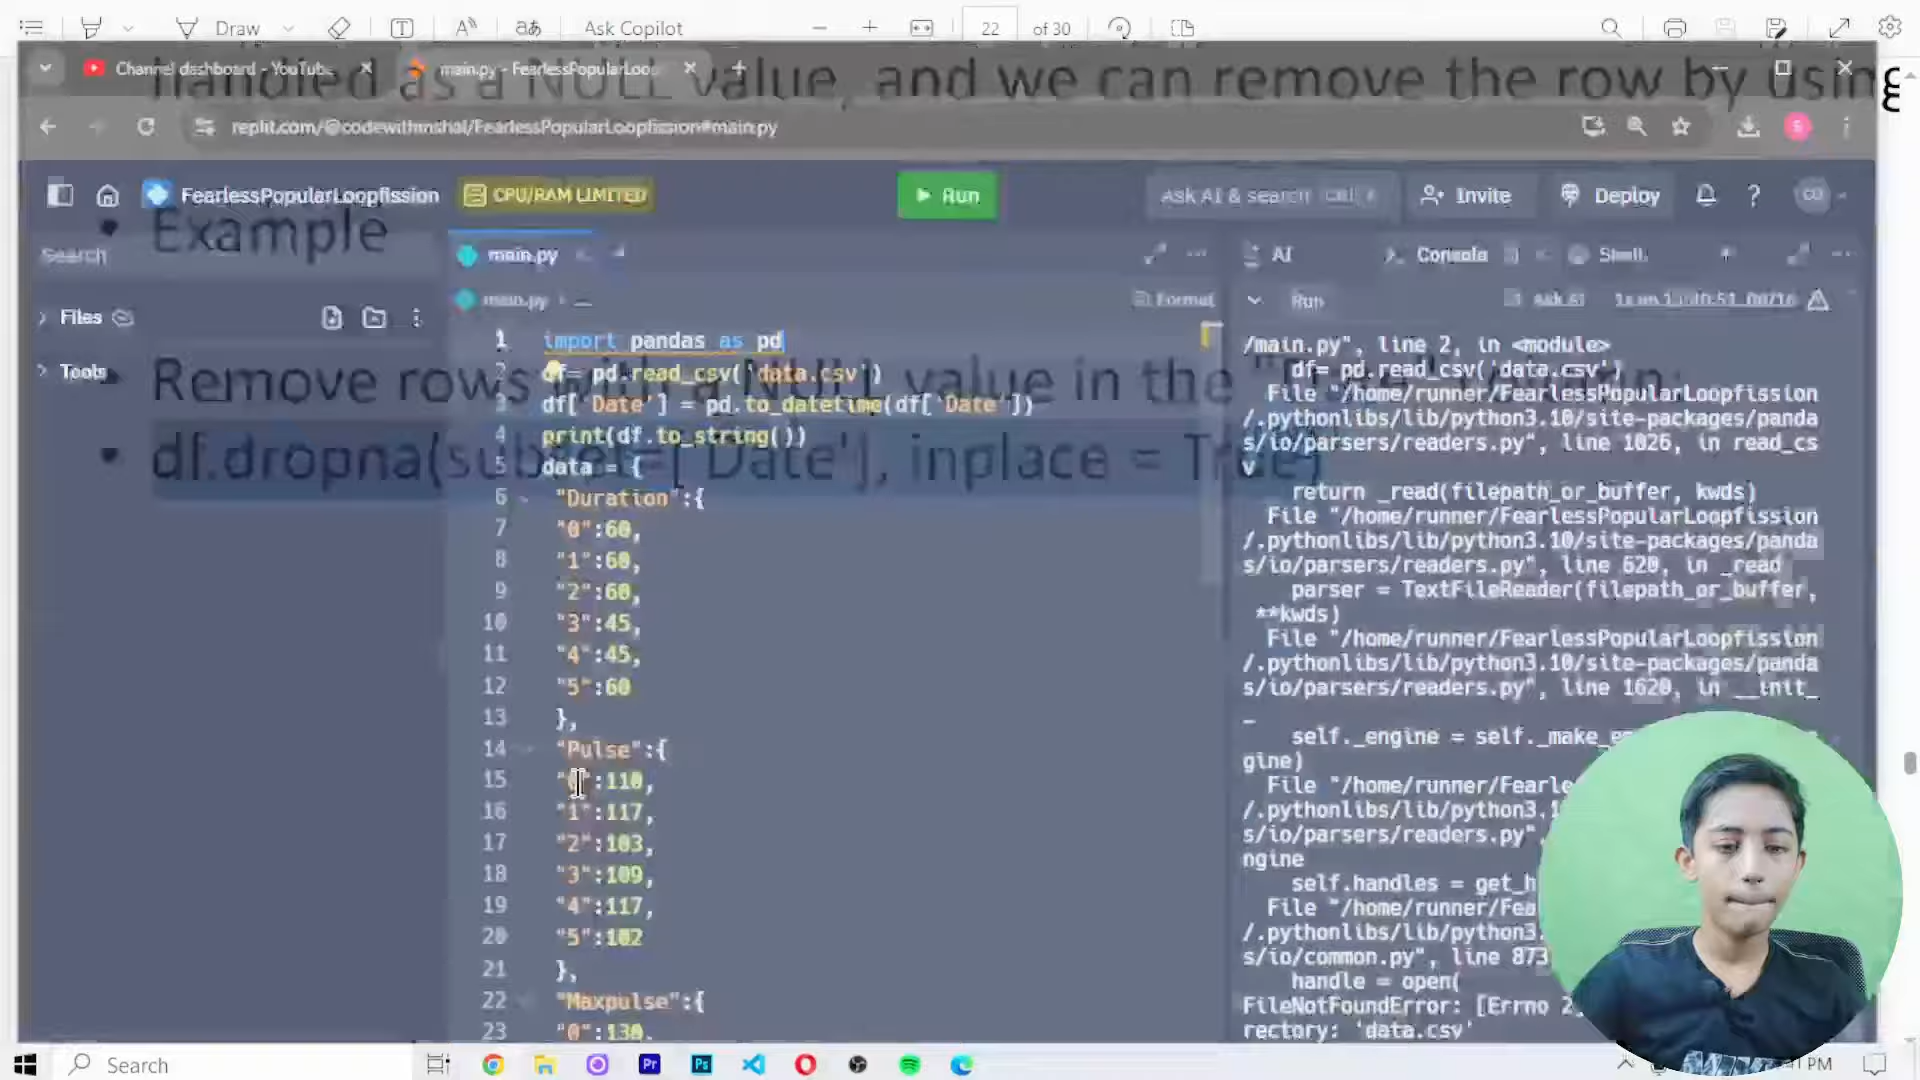 Draw
Ask Copilot
22 of 30
Channel dashboard - YouTube
main.py - FearlessPopularLoo
handled as a NULL value, and we can remove the row by using
replit.com/@codewithinshal/FearlessPopularLoopfission#main.py
FearlessPopularLoopfission
CPU/RAM LIMITED
Run
Ask AI & search
Invite
Deploy
• Example
Search
main.py
AI
Console
Shell
main.py
Format
Run
Ask AI
Files
Tools
• Remove rows with a NULL value in the "Date" column:
• df.dropna(subset=['Date'], inplace = True)
1 import pandas as pd
2 df= pd.read_csv('data.csv')
3 df['Date'] = pd.to_datetime(df['Date'])
4 print(df.to_string())
5 data = {
6 "Duration":{
7 "0":60,
8 "1":60,
9 "2":60,
10 "3":45,
11 "4":45,
12 "5":60
13 },
14 "Pulse":{
15 "0":110,
16 "1":117,
17 "2":103,
18 "3":109,
19 "4":117,
20 "5":102
21 },
22 "Maxpulse":{
23 "0":130,
/main.py", line 2, in <module>
df= pd.read_csv('data.csv')
File "/home/runner/FearlessPopularLoopfission
/.pythonlibs/lib/python3.10/site-packages/panda
s/io/parsers/readers.py", line 1026, in read_cs
v
return _read(filepath_or_buffer, kwds)
File "/home/runner/FearlessPopularLoopfission
/.pythonlibs/lib/python3.10/site-packages/panda
s/io/parsers/readers.py", line 620, in _read
parser = TextFileReader(filepath_or_buffer,
**kwds)
File "/home/runner/FearlessPopularLoopfission
/.pythonlibs/lib/python3.10/site-packages/panda
s/io/parsers/readers.py", line 1620, in __init_
_
self._engine = self._make_en
gine)
File "/home/runner/Fearle
/.pythonlibs/lib/python3.1
s/io/parsers/readers.py",
ngine
self.handles = get_h
File "/home/runner/Fea
/.pythonlibs/lib/python3.
s/io/common.py", line 873
handle = open(
FileNotFoundError: [Errno 2
rectory: 'data.csv'
Search
PM